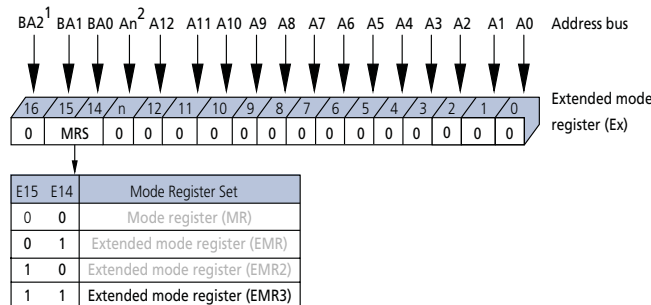 BA2¹ BA1 BA0 An² A12 A11 A10 A9 A8 A7 A6 A5 A4 A3 A2 A1 A0 Address bus
16 15 14 n 12 11 10 9 8 7 6 5 4 3 2 1 0 Extended mode
register (Ex)
0 MRS 0 0 0 0 0 0 0 0 0 0 0 0 0 0
E15 E14 Mode Register Set
0 0 Mode register (MR)
0 1 Extended mode register (EMR)
1 0 Extended mode register (EMR2)
1 1 Extended mode register (EMR3)